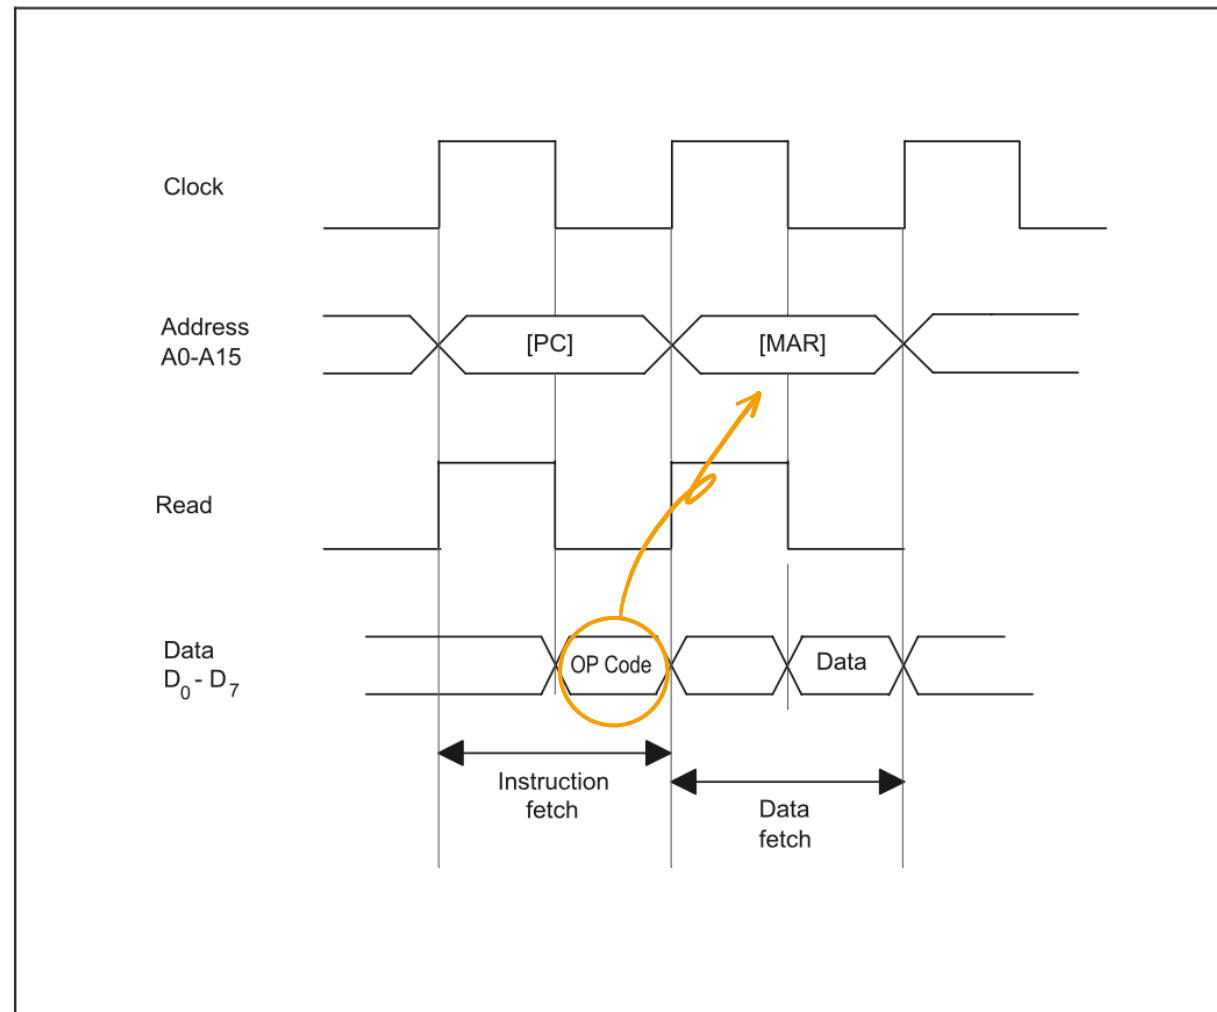 Clock
Address
A0-A15
[PC]
[MAR]
Read
Data
D0 - D7
OP Code
Data
Instruction
fetch
Data
fetch